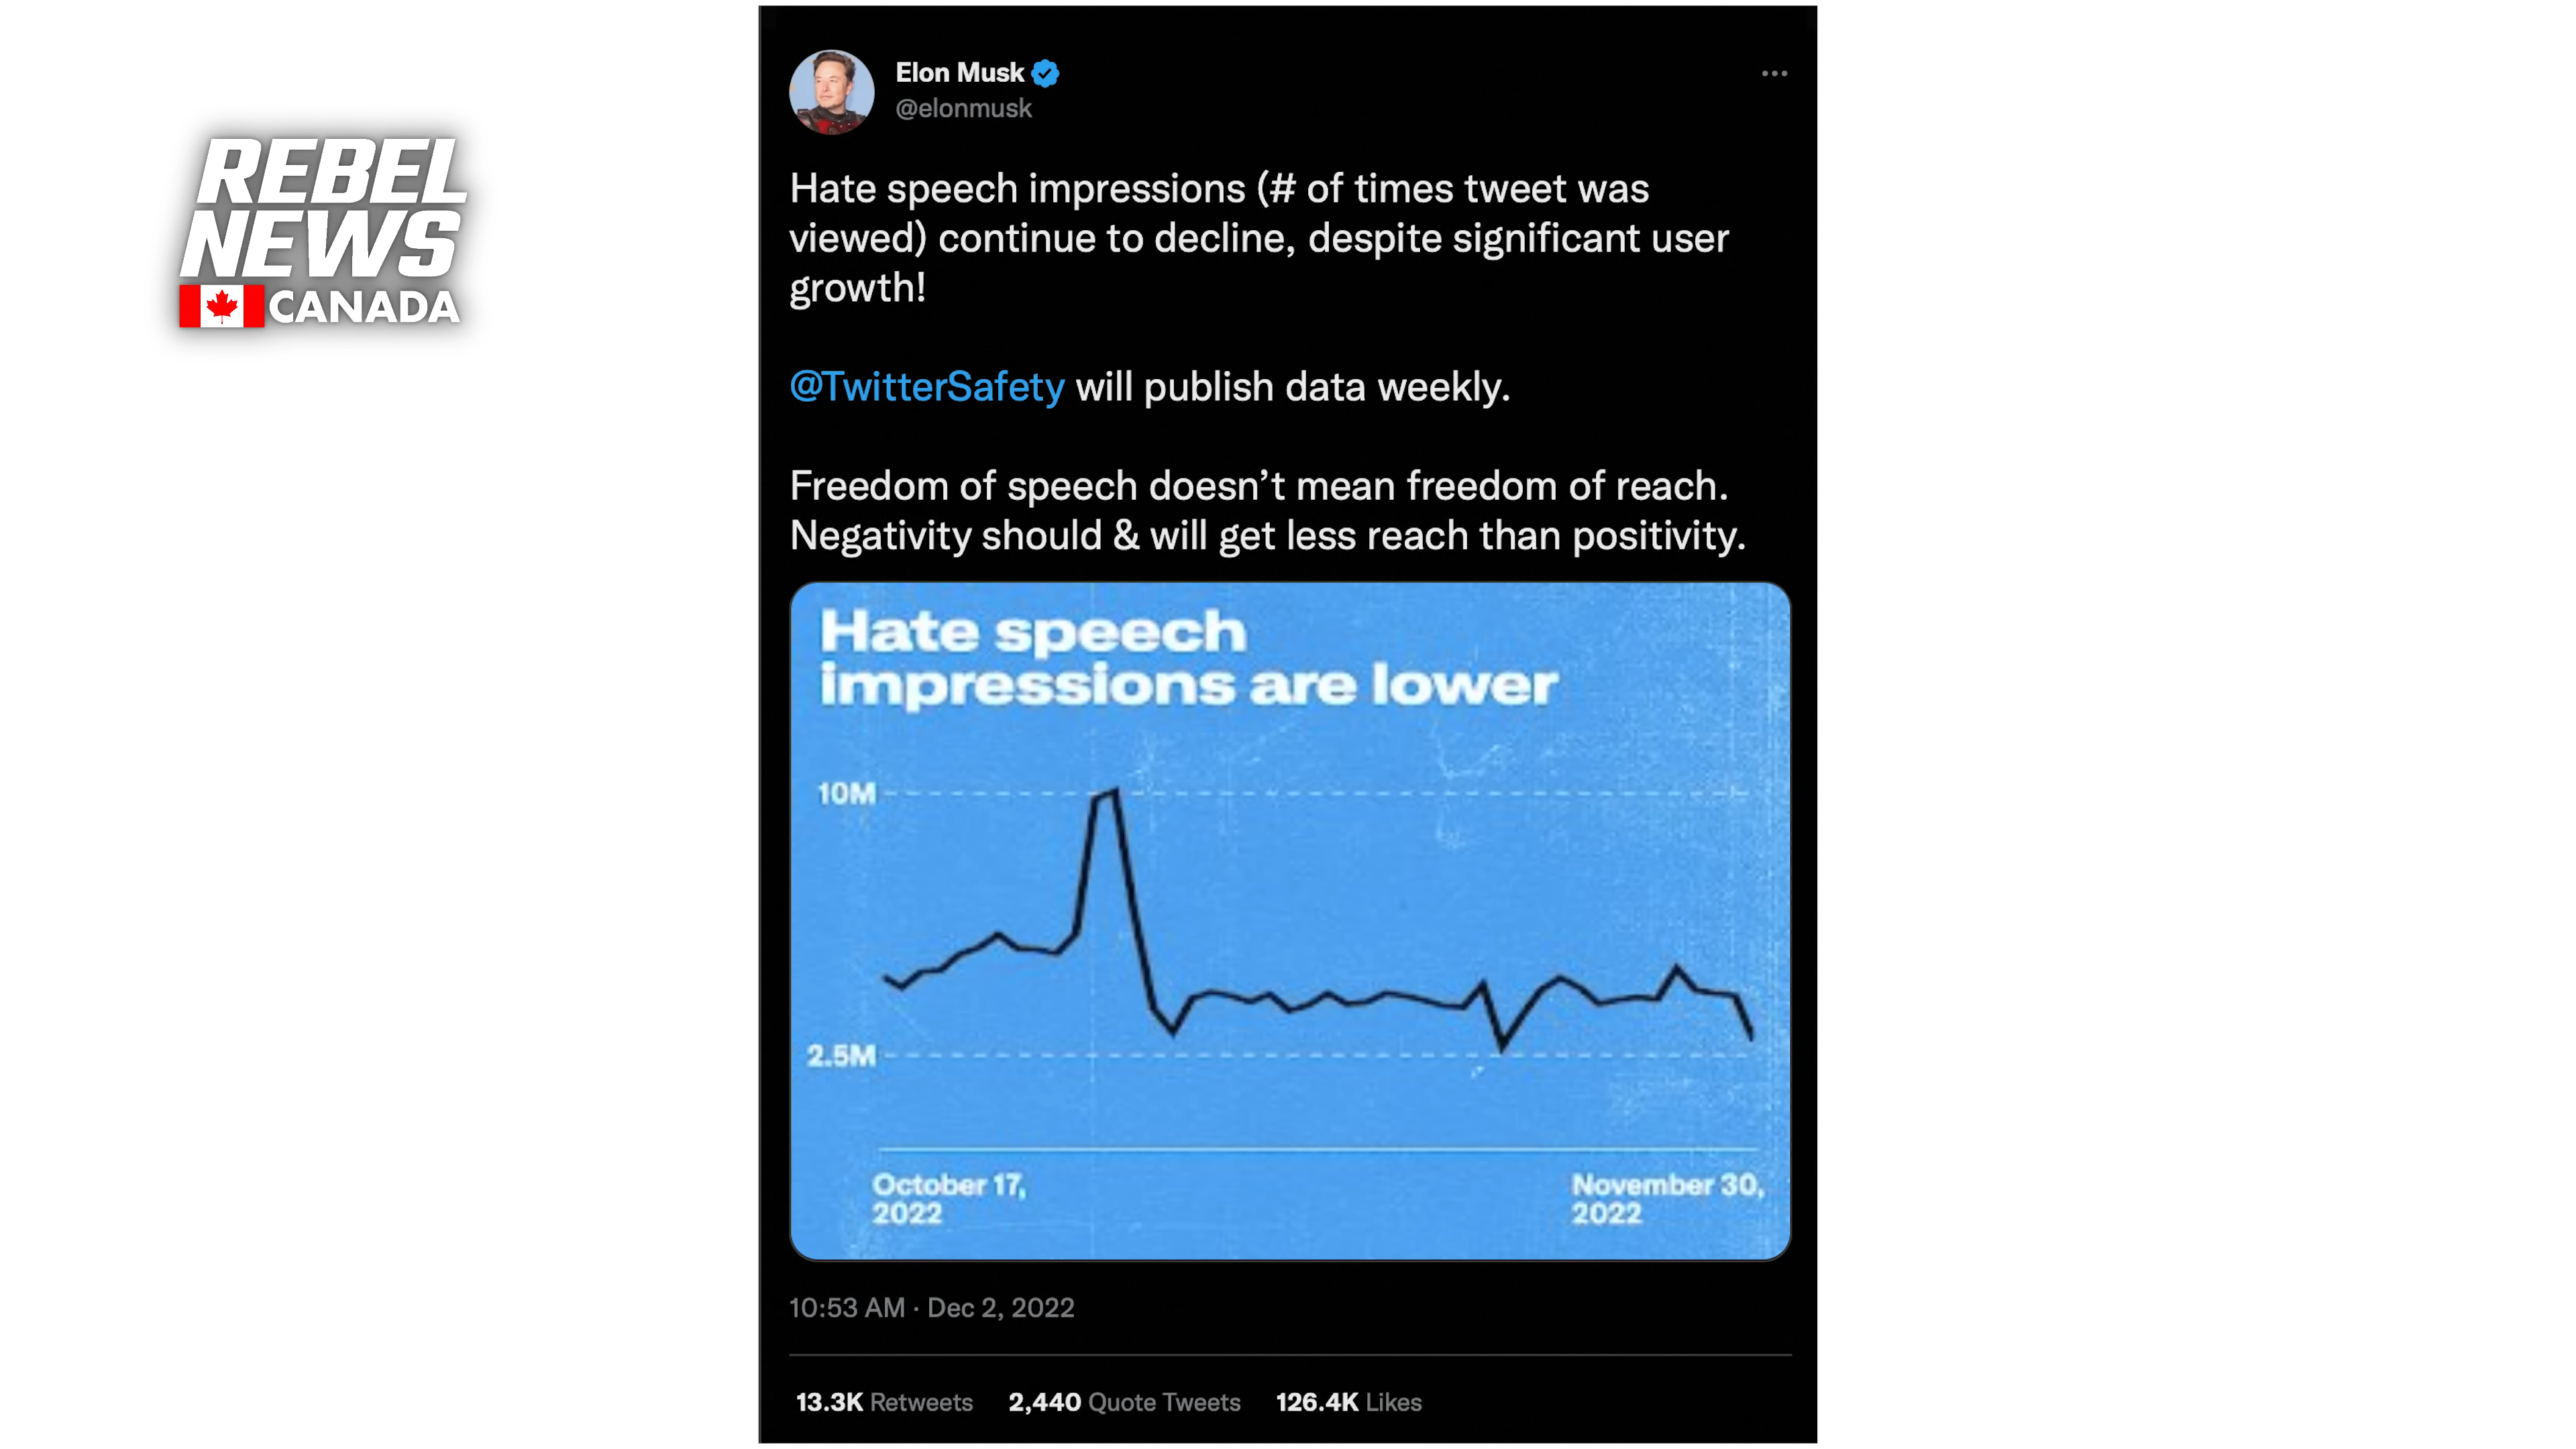 REBEL
NEWS
CANADA
Elon Musk
@elonmusk
Hate speech impressions (# of times tweet was
viewed) continue to decline, despite significant user
growth!
@TwitterSafety will publish data weekly.
Freedom of speech doesn’t mean freedom of reach.
Negativity should & will get less reach than positivity.
Hate speech
impressions are lower
10M
2.5M
October 17,
2022
November 30,
2022
10:53 AM · Dec 2, 2022
13.3K Retweets 2,440 Quote Tweets 126.4K Likes